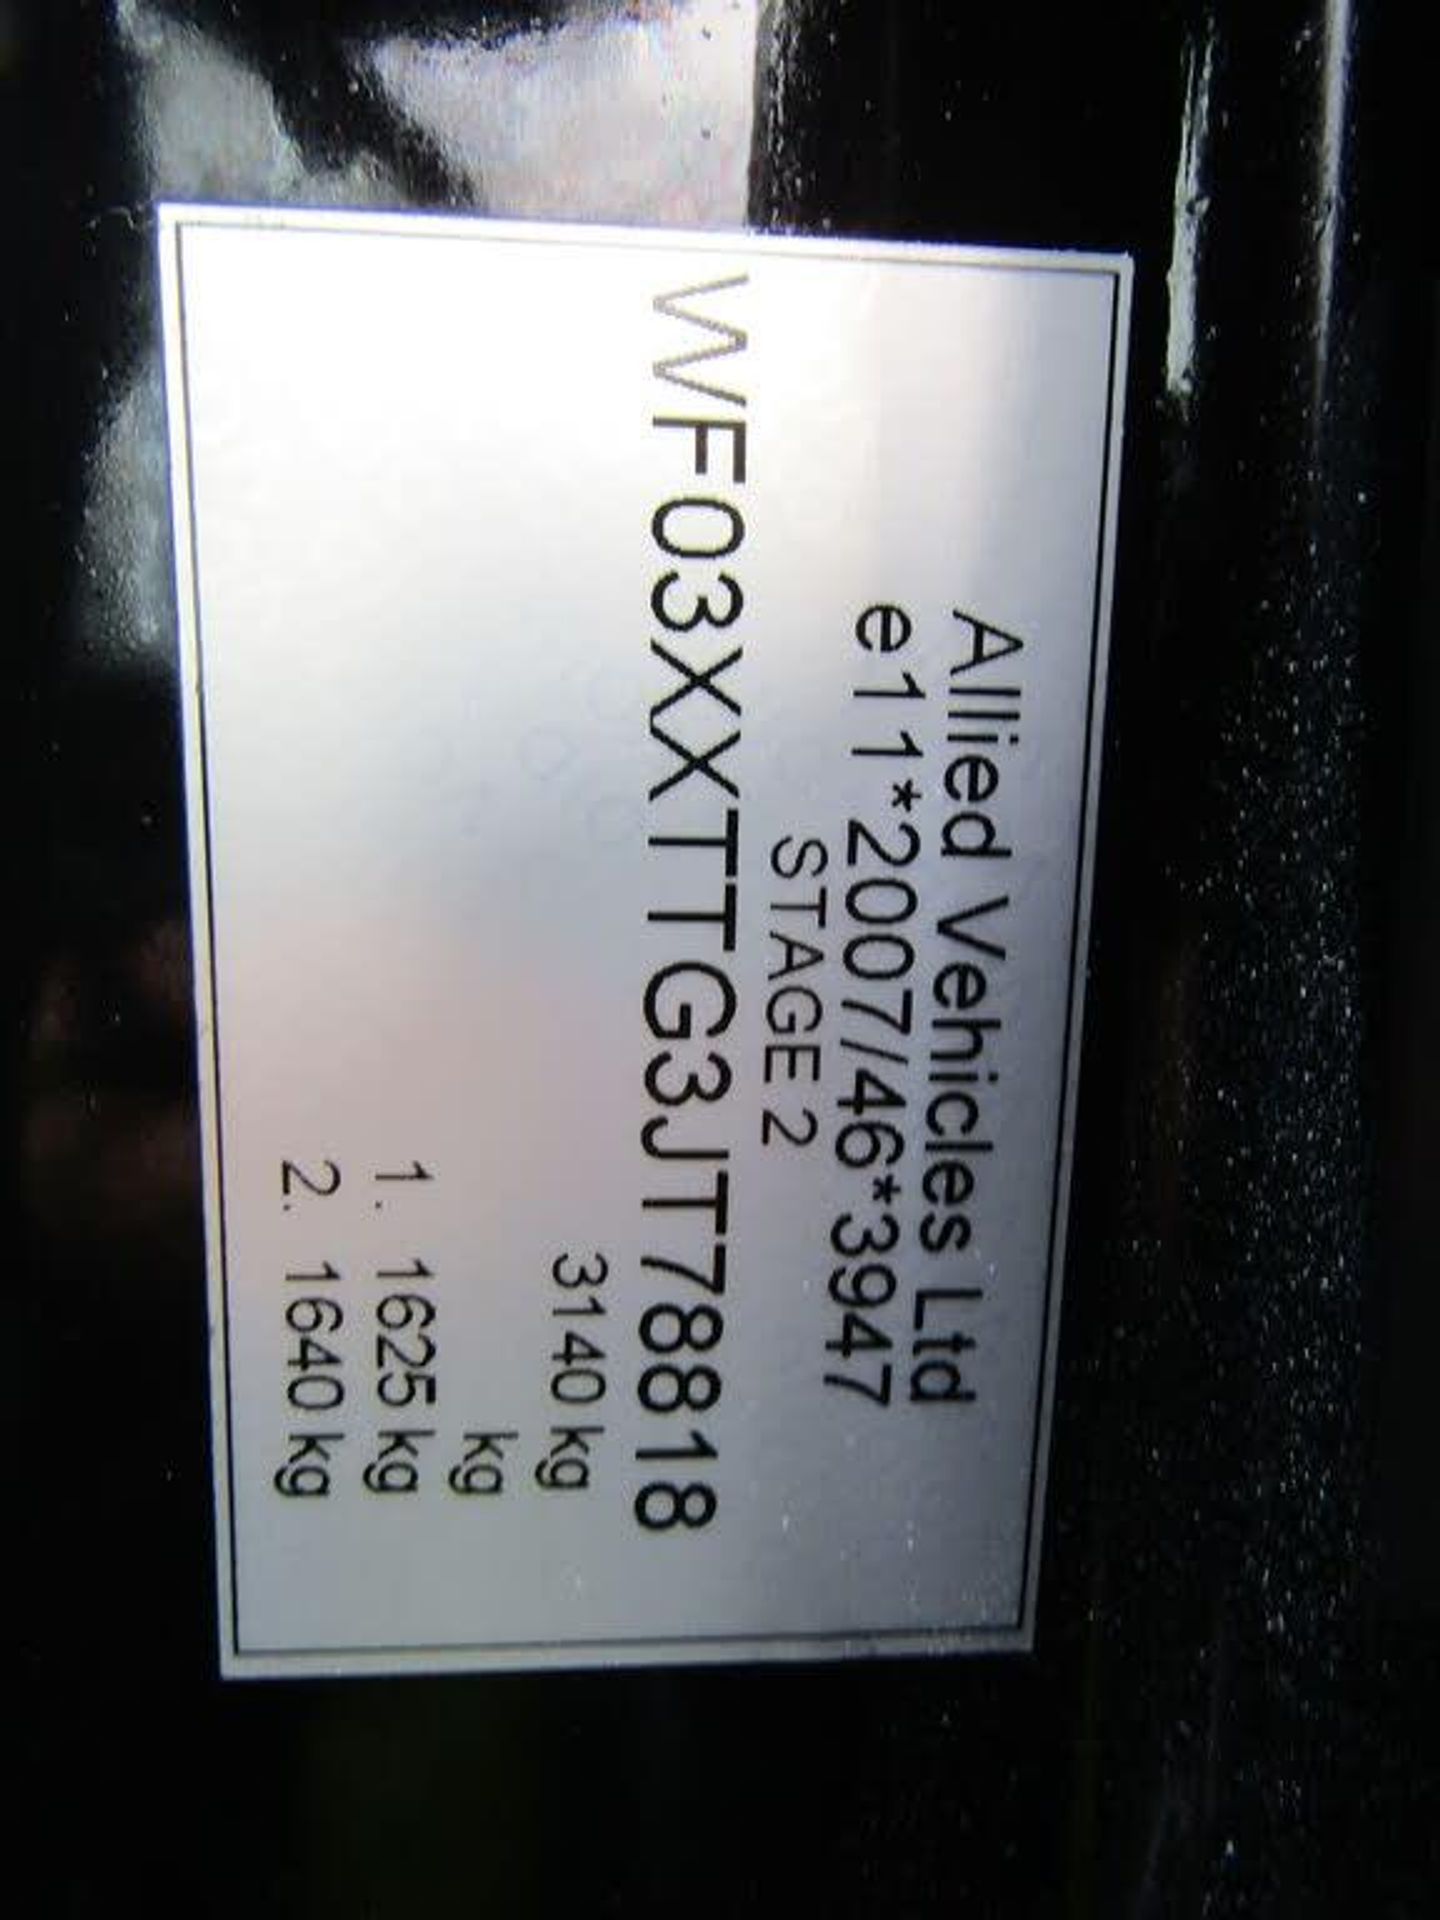 Allied Vehicles Ltd
e11*2007/46*3947
STAGE 2
WF03XXTTG3JT78818
3140 kg
kg
1. 1625 kg
2. 1640 kg